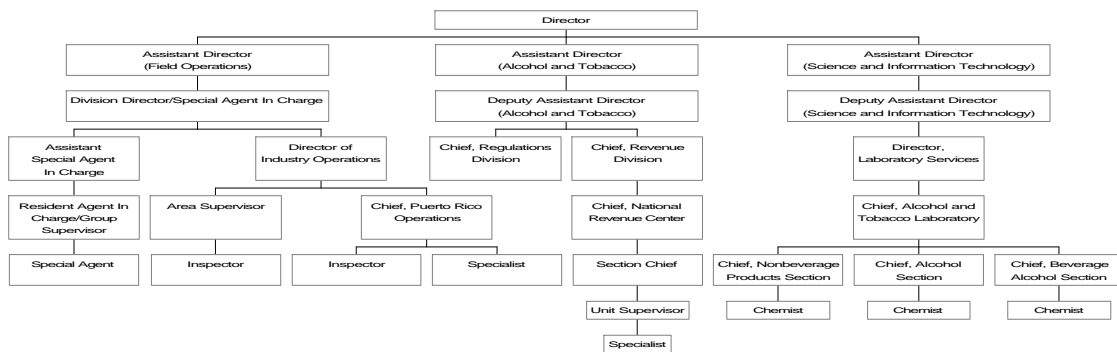 Director
Assistant Director
(Field Operations)
Assistant Director
(Alcohol and Tobacco)
Assistant Director
(Science and Information Technology)
Division Director/Special Agent In Charge
Deputy Assistant Director
(Alcohol and Tobacco)
Deputy Assistant Director
(Science and Information Technology)
Assistant
Special Agent
In Charge
Director of
Industry Operations
Chief, Regulations
Division
Chief, Revenue
Division
Director,
Laboratory Services
Resident Agent In
Charge/Group
Supervisor
Area Supervisor
Chief, Puerto Rico
Operations
Chief, National
Revenue Center
Chief, Alcohol and
Tobacco Laboratory
Special Agent
Inspector
Inspector
Specialist
Section Chief
Chief, Nonbeverage
Products Section
Chief, Alcohol
Section
Chief, Beverage
Alcohol Section
Unit Supervisor
Chemist
Chemist
Chemist
Specialist